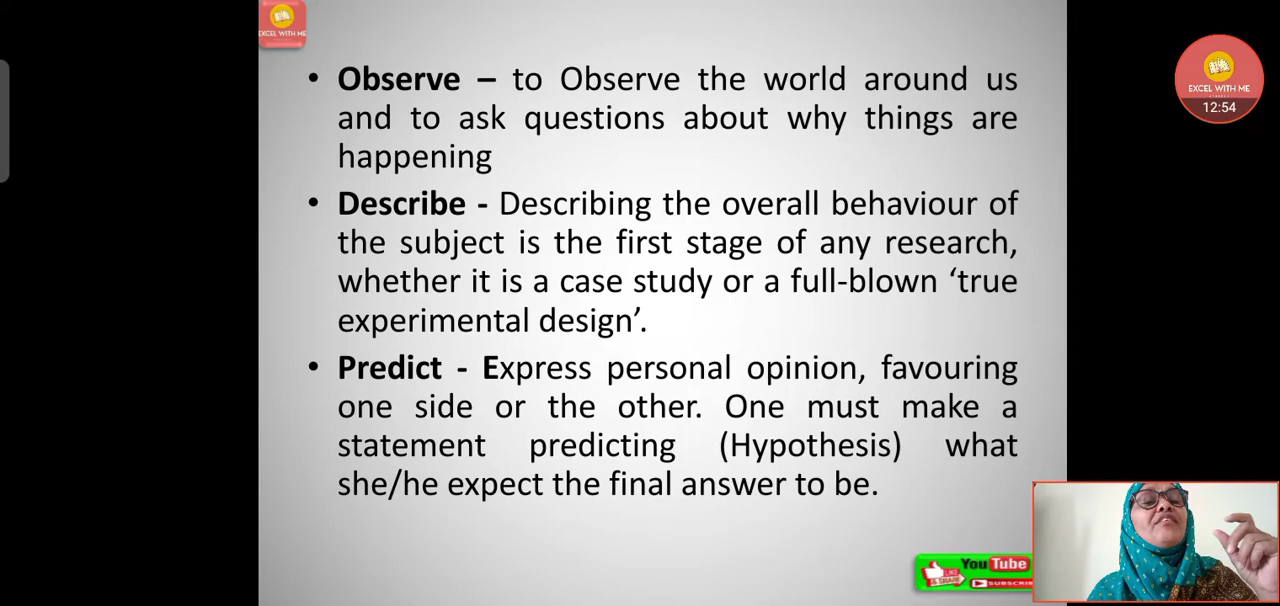 EXCEL WITH ME
• Observe – to Observe the world around us
and to ask questions about why things are
happening
• Describe - Describing the overall behaviour of
the subject is the first stage of any research,
whether it is a case study or a full-blown ‘true
experimental design’.
• Predict - Express personal opinion, favouring
one side or the other. One must make a
statement predicting (Hypothesis) what
she/he expect the final answer to be.
EXCEL WITH ME
12:54
YouTube
LIKE
& SHARE